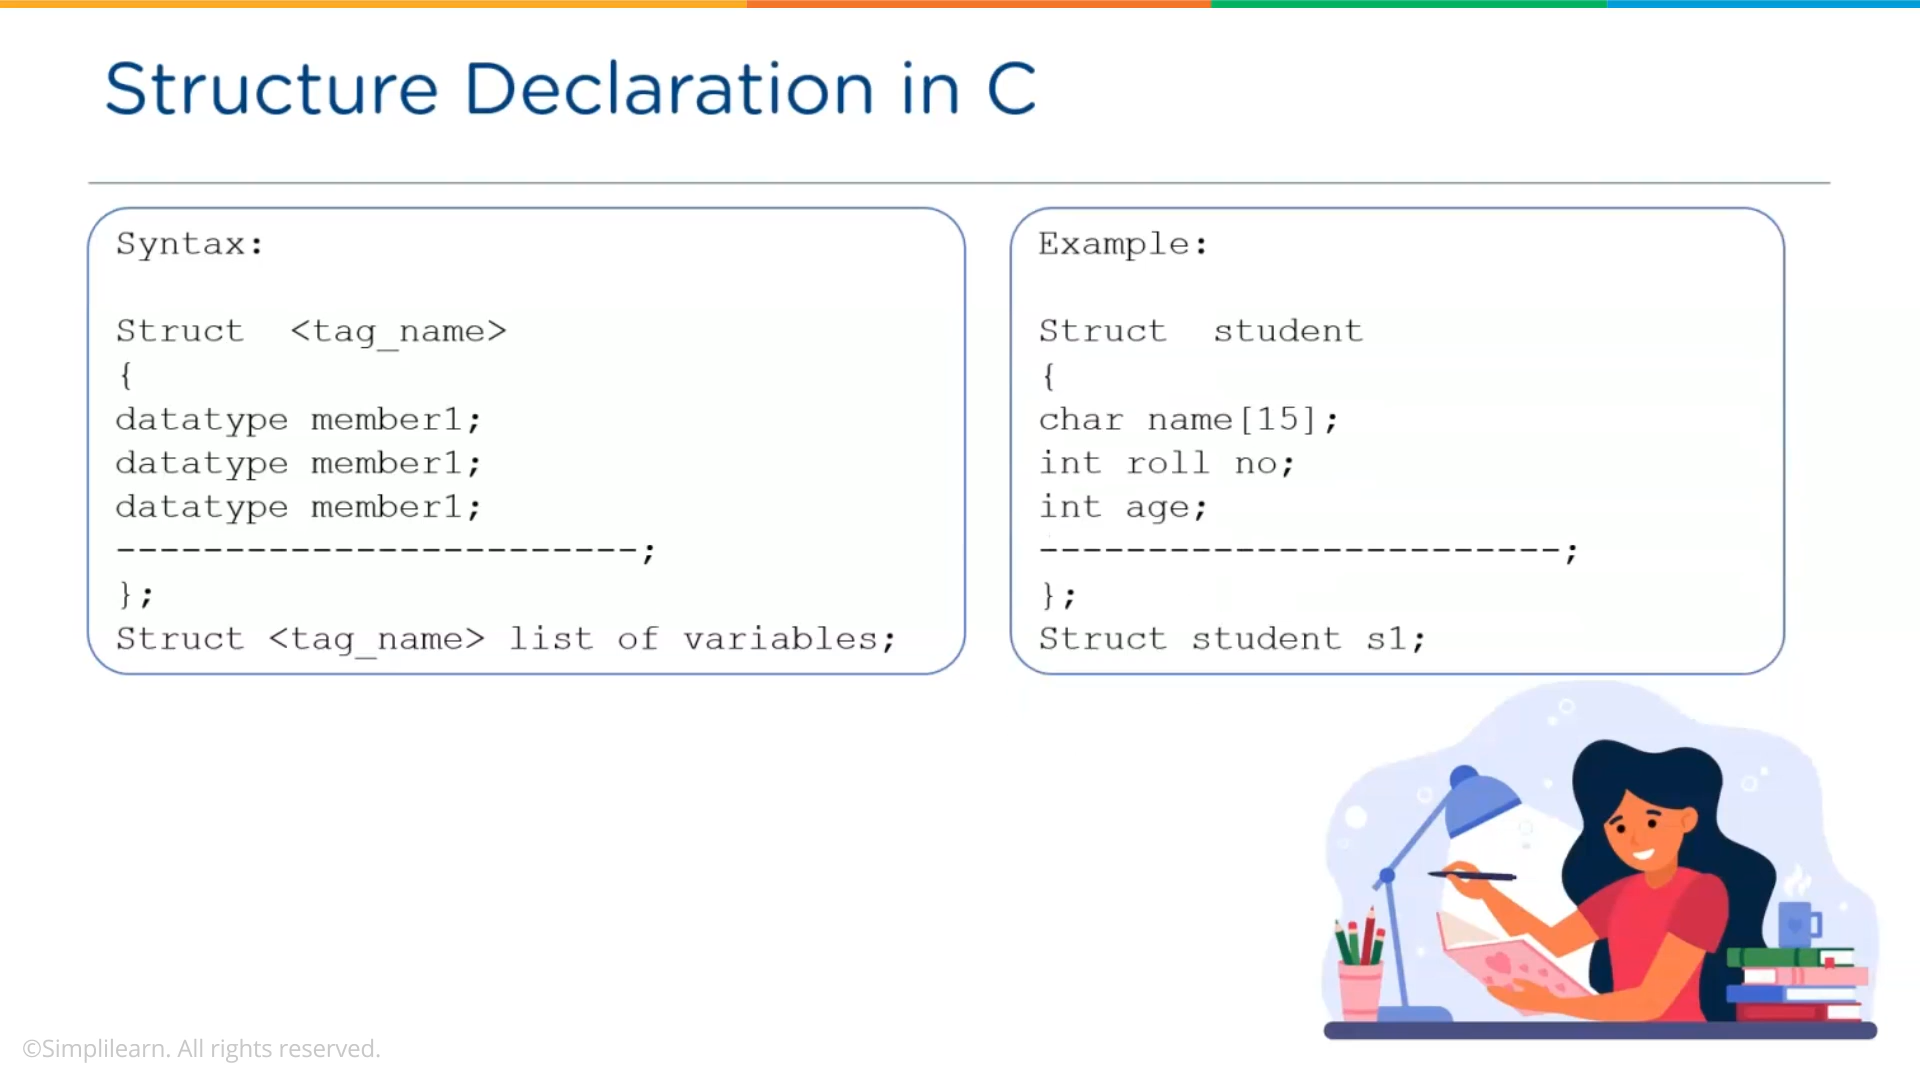 Structure Declaration in C
Syntax:
Struct  <tag_name>
{
datatype member1;
datatype member1;
datatype member1;
------------------------;
};
Struct <tag_name> list of variables;
Example:
Struct  student
{
char name[15];
int roll no;
int age;
------------------------;
};
Struct student s1;
©Simplilearn. All rights reserved.